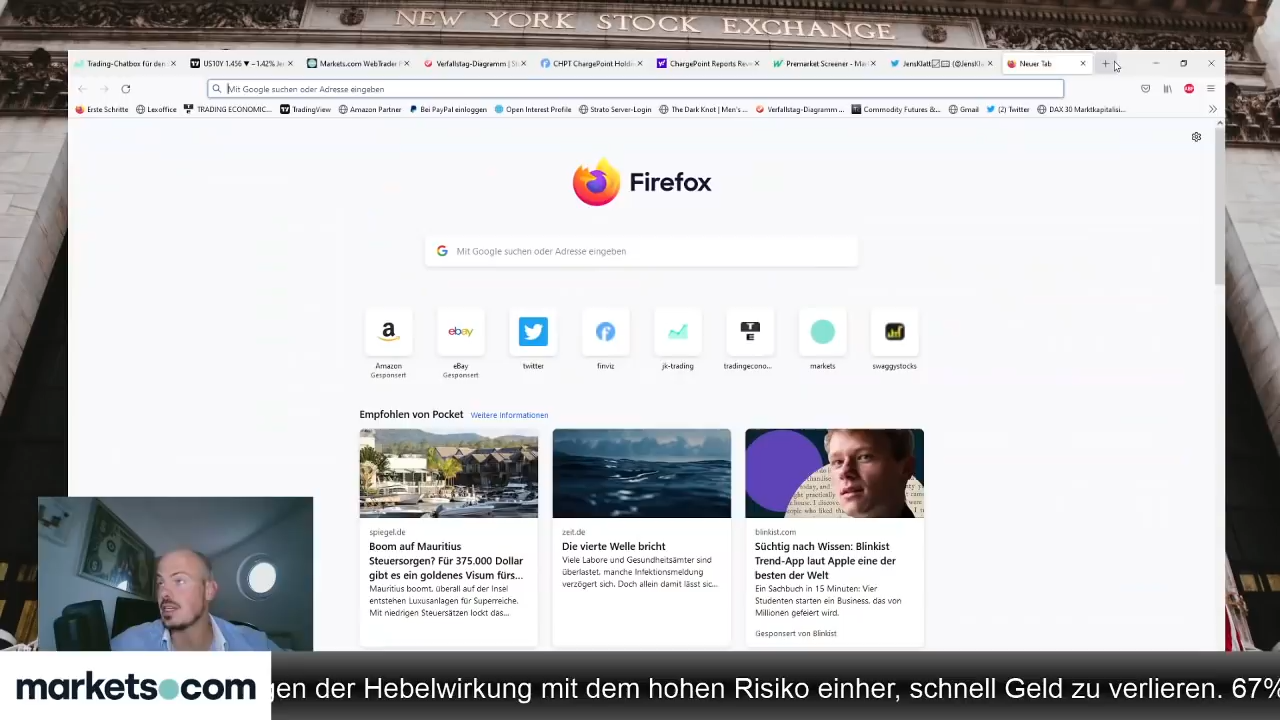 NEW YORK STOCK EXCHANGE
Trading-Chatbox für den
US10Y 1.456 ▼ −1.42%
Markets.com WebTrader
Verfallstag-Diagramm |
CHPT ChargePoint Holdin
ChargePoint Reports Rev
Premarket Screener -
(@JensKlatt
Neuer Tab
Mit Google suchen oder Adresse eingeben
Erste Schritte
Lexoffice
TRADING ECONOMIC...
TradingView
Amazon Partner
Bei PayPal einloggen
Open Interest Profile
Strato Server-Login
The Dark Knot | Men's ...
Verfallstag-Diagramm ...
Commodity Futures &...
Gmail
(2) Twitter
DAX 30 Marktkapitalisi...
Firefox
Mit Google suchen oder Adresse eingeben
a
ebay
T
E
Amazon
Gesponsert
eBay
Gesponsert
twitter
finviz
jk-trading
tradingecono...
markets
swaggystocks
Empfohlen von Pocket Weitere Informationen
spiegel.de
Boom auf Mauritius
Steuersorgen? Für 375.000 Dollar
gibt es ein goldenes Visum fürs...
Mauritius boomt, überall auf der Insel
entstehen Luxusanlagen für Superreiche.
Mit niedrigen Steuersätzen lockt das...
zeit.de
Die vierte Welle bricht
Viele Labore und Gesundheitsämter sind
überlastet, manche Infektionsmeldung
verzögert sich. Doch allein damit lässt sic...
blinkist.com
Süchtig nach Wissen: Blinkist
Trend-App laut Apple eine der
besten der Welt
Ein Sachbuch in 15 Minuten: Vier
Studenten starten ein Business, das von
Millionen gefeiert wird.
Gesponsert von Blinkist
markets.com
gen der Hebelwirkung mit dem hohen Risiko einher, schnell Geld zu verlieren. 67%